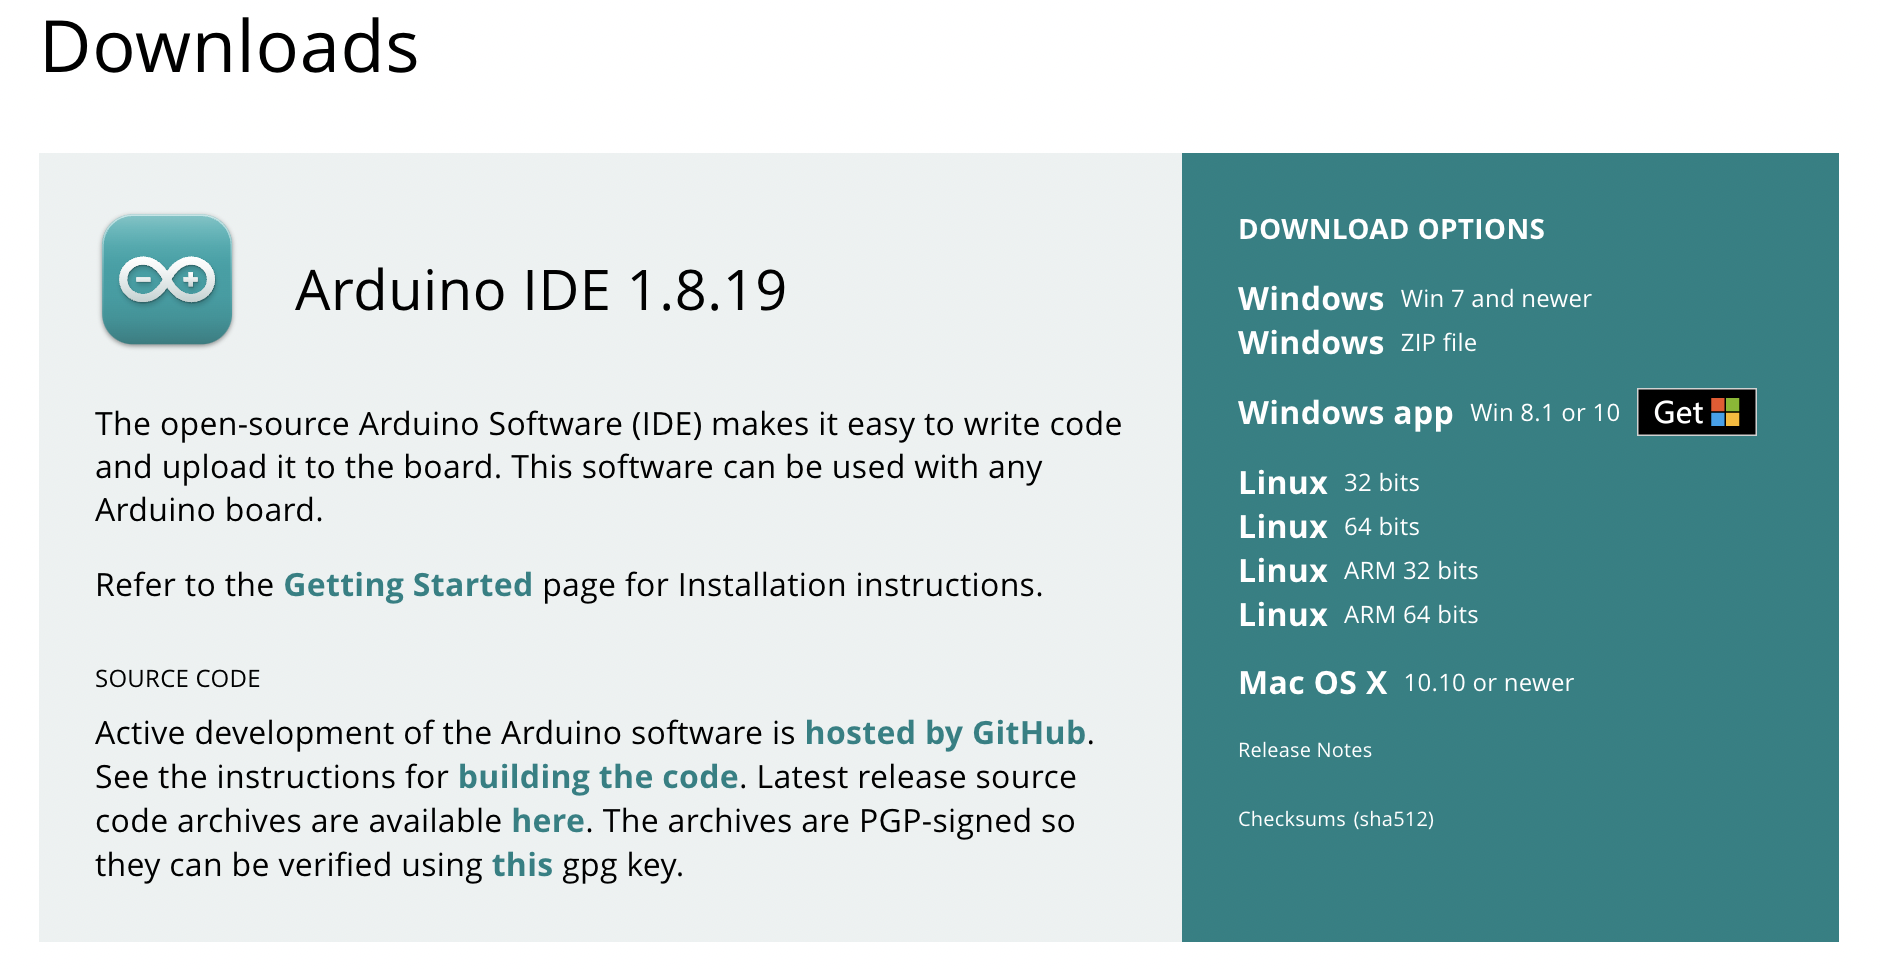 Downloads
Arduino IDE 1.8.19
The open-source Arduino Software (IDE) makes it easy to write code
and upload it to the board. This software can be used with any
Arduino board.
Refer to the Getting Started page for Installation instructions.
SOURCE CODE
Active development of the Arduino software is hosted by GitHub.
See the instructions for building the code. Latest release source
code archives are available here. The archives are PGP-signed so
they can be verified using this gpg key.
DOWNLOAD OPTIONS
Windows Win 7 and newer
Windows ZIP file
Windows app Win 8.1 or 10 Get
Linux 32 bits
Linux 64 bits
Linux ARM 32 bits
Linux ARM 64 bits
Mac OS X 10.10 or newer
Release Notes
Checksums (sha512)